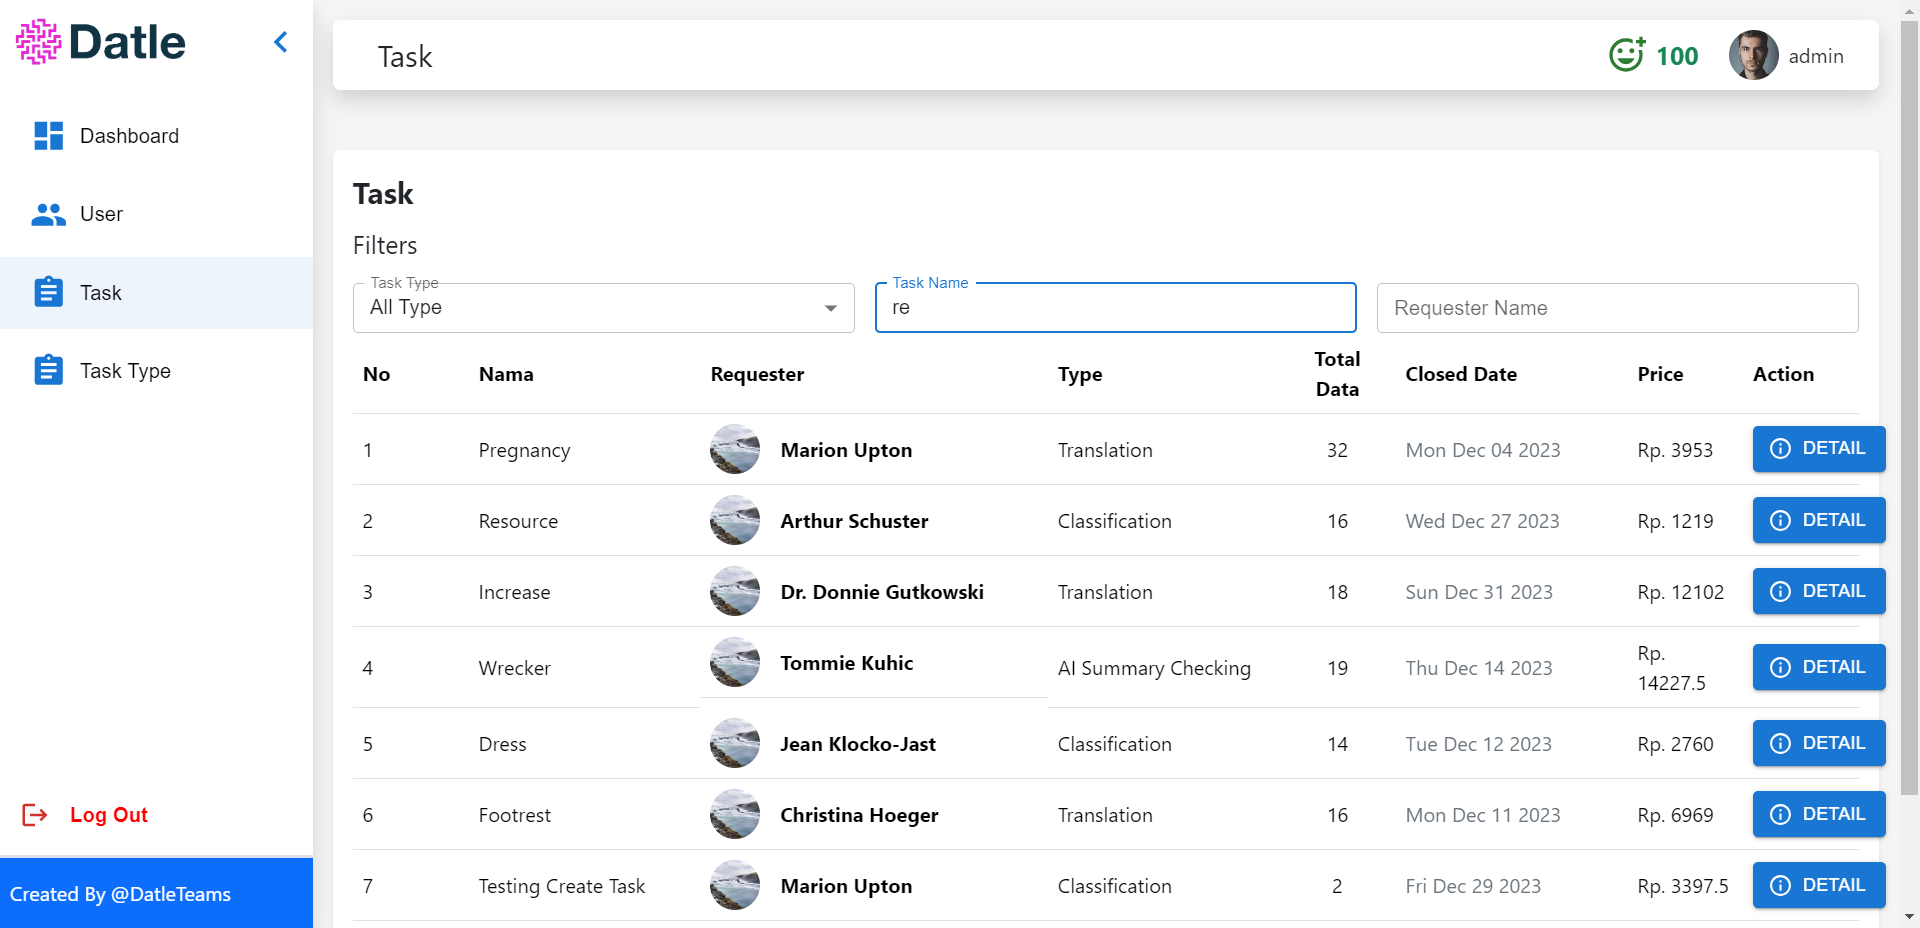 Datle
Task
100
admin
Dashboard
User
Task
Task Type
Log Out
Created By @DatleTeams
Task
Filters
Task Type
All Type
Task Name
re
Requester Name
No Nama Requester Type Total Data Closed Date Price Action
1 Pregnancy Marion Upton Translation 32 Mon Dec 04 2023 Rp. 3953 DETAIL
2 Resource Arthur Schuster Classification 16 Wed Dec 27 2023 Rp. 1219 DETAIL
3 Increase Dr. Donnie Gutkowski Translation 18 Sun Dec 31 2023 Rp. 12102 DETAIL
4 Wrecker Tommie Kuhic AI Summary Checking 19 Thu Dec 14 2023 Rp. 14227.5 DETAIL
5 Dress Jean Klocko-Jast Classification 14 Tue Dec 12 2023 Rp. 2760 DETAIL
6 Footrest Christina Hoeger Translation 16 Mon Dec 11 2023 Rp. 6969 DETAIL
7 Testing Create Task Marion Upton Classification 2 Fri Dec 29 2023 Rp. 3397.5 DETAIL